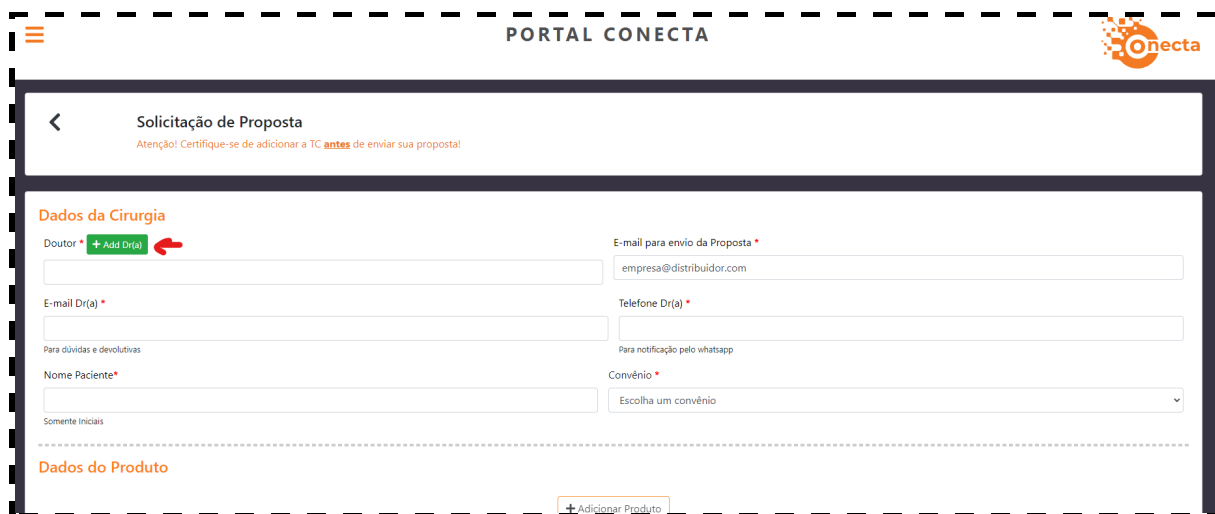 PORTAL CONECTA
onecta
Solicitação de Proposta
Atenção! Certifique-se de adicionar a TC antes de enviar sua proposta!
Dados da Cirurgia
Doutor * + Add Dr(a)
E-mail para envio da Proposta *
empresa@distribuidor.com
E-mail Dr(a) *
Telefone Dr(a) *
Para dúvidas e devolutivas
Para notificação pelo whatsapp
Nome Paciente*
Convênio *
Escolha um convênio
Somente Iniciais
Dados do Produto
+ Adicionar Produto